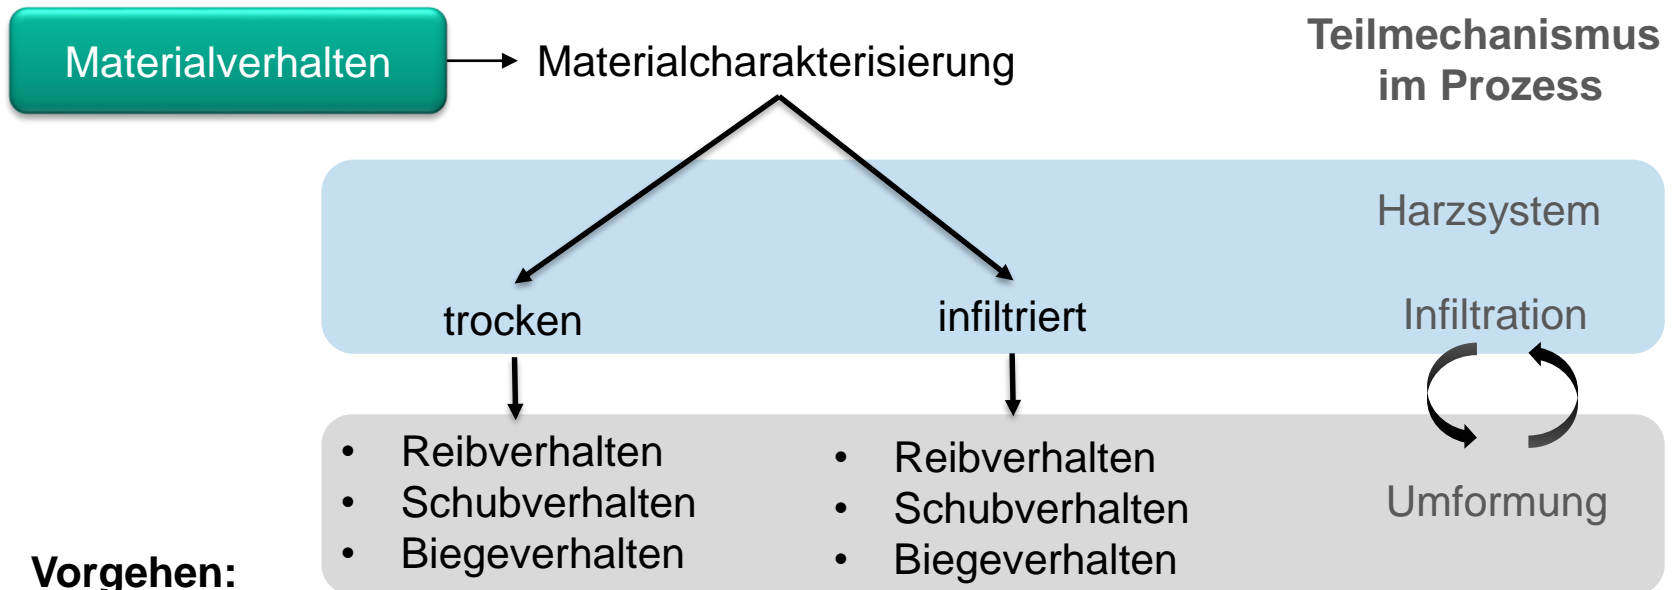 Materialverhalten
Materialcharakterisierung
Teilmechanismus
im Prozess
Harzsystem
trocken
infiltriert
Infiltration
• Reibverhalten
• Schubverhalten
• Biegeverhalten
• Reibverhalten
• Schubverhalten
• Biegeverhalten
Umformung
Vorgehen: